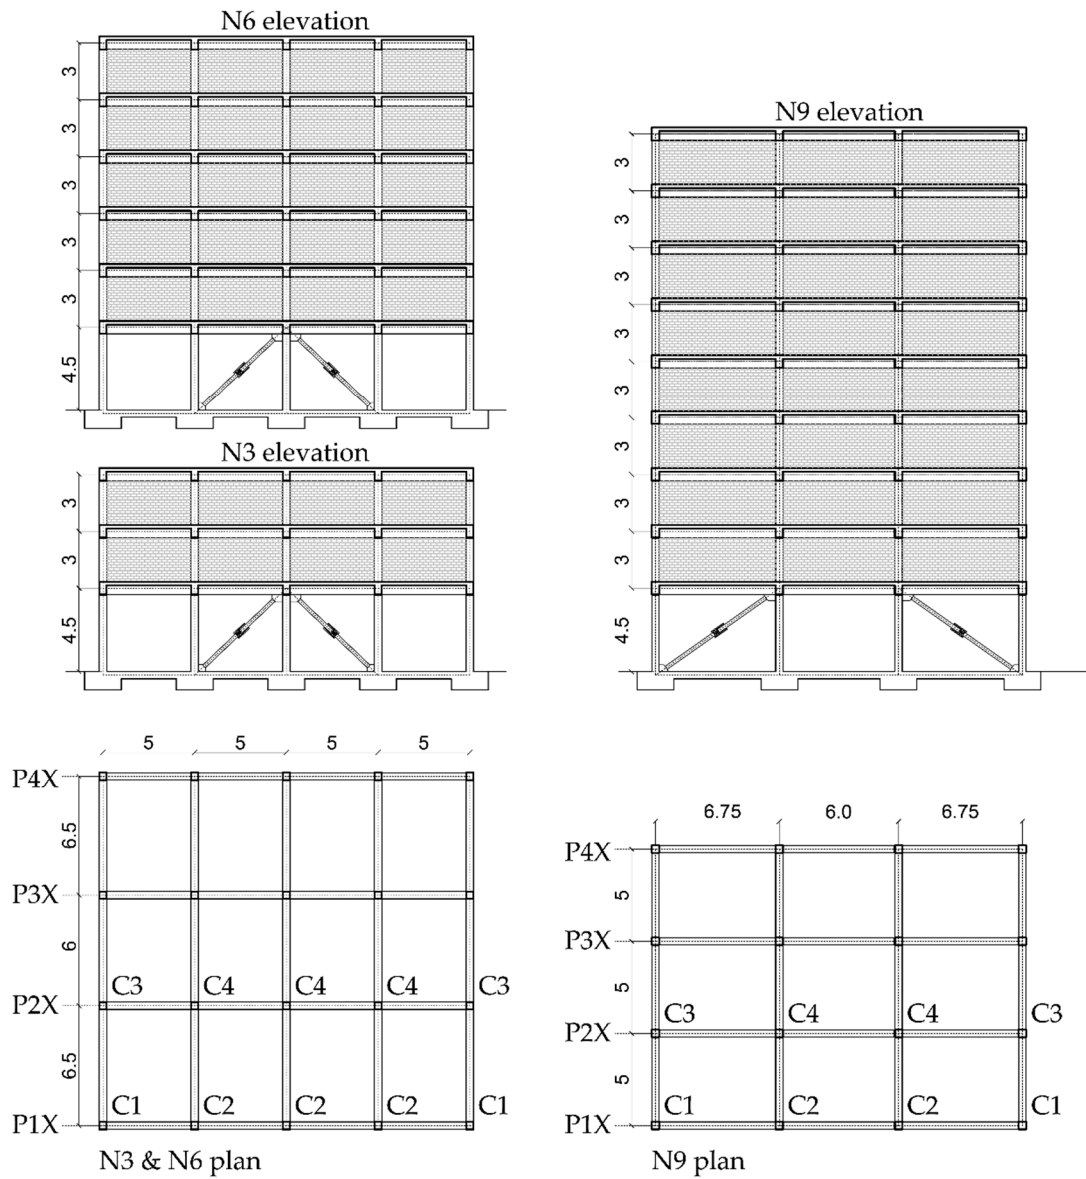 N6 elevation
3
3
3
3
3
4.5
N3 elevation
3
3
4.5
N9 elevation
3
3
3
3
3
3
3
3
4.5
5 5 5 5
P4X
6.5
P3X
6
C3 C4 C4 C4 C3
P2X
6.5
C1 C2 C2 C2 C1
P1X
N3 & N6 plan
6.75 6.0 6.75
P4X
5
P3X
5
C3 C4 C4 C3
P2X
5
C1 C2 C2 C1
P1X
N9 plan